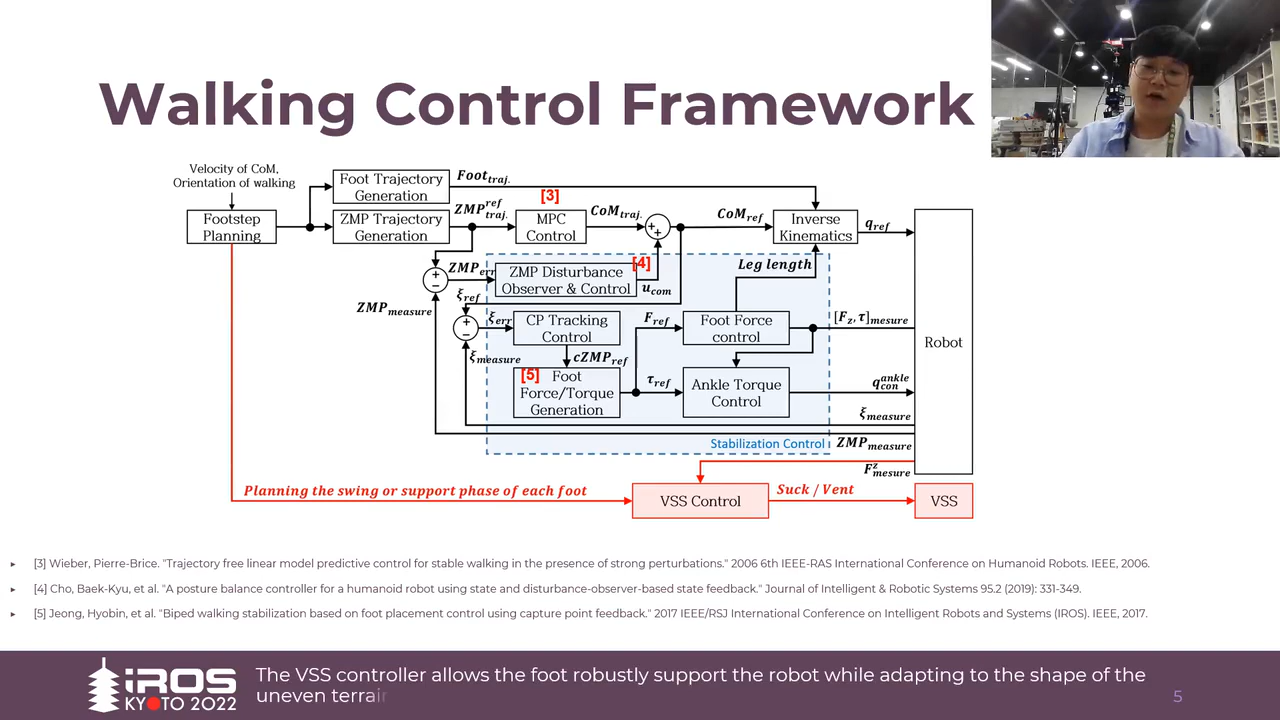 Walking Control Framework
Velocity of CoM,
Orientation of walking
Footstep
Planning
Foot Trajectory
Generation
Foot_traj.
ZMP Trajectory
Generation
ZMP^ref_traj.
[3]
MPC
Control
CoM_traj.
+
+
CoM_ref
Inverse
Kinematics
q_ref
Robot
+
−
ZMP_err
ZMP Disturbance
Observer & Control
[4]
u_com
Leg length
ZMP_measure
ξ_ref
+
−
ξ_err
CP Tracking
Control
F_ref
Foot Force
control
[F_z, τ]_mesure
ξ_measure
cZMP_ref
[5]
Foot
Force/Torque
Generation
τ_ref
Ankle Torque
Control
q^ankle_con
ξ_measure
Stabilization Control
ZMP_measure
F^z_mesure
Planning the swing or support phase of each foot
VSS Control
Suck / Vent
VSS
▸ [3] Wieber, Pierre-Brice. "Trajectory free linear model predictive control for stable walking in the presence of strong perturbations." 2006 6th IEEE-RAS International Conference on Humanoid Robots. IEEE, 2006.
▸ [4] Cho, Baek-Kyu, et al. "A posture balance controller for a humanoid robot using state and disturbance-observer-based state feedback." Journal of Intelligent & Robotic Systems 95.2 (2019): 331-349.
▸ [5] Jeong, Hyobin, et al. "Biped walking stabilization based on foot placement control using capture point feedback." 2017 IEEE/RSJ International Conference on Intelligent Robots and Systems (IROS). IEEE, 2017.
iROS
KYOTO 2022
The VSS controller allows the foot robustly support the robot while adapting to the shape of the
uneven terrain
5